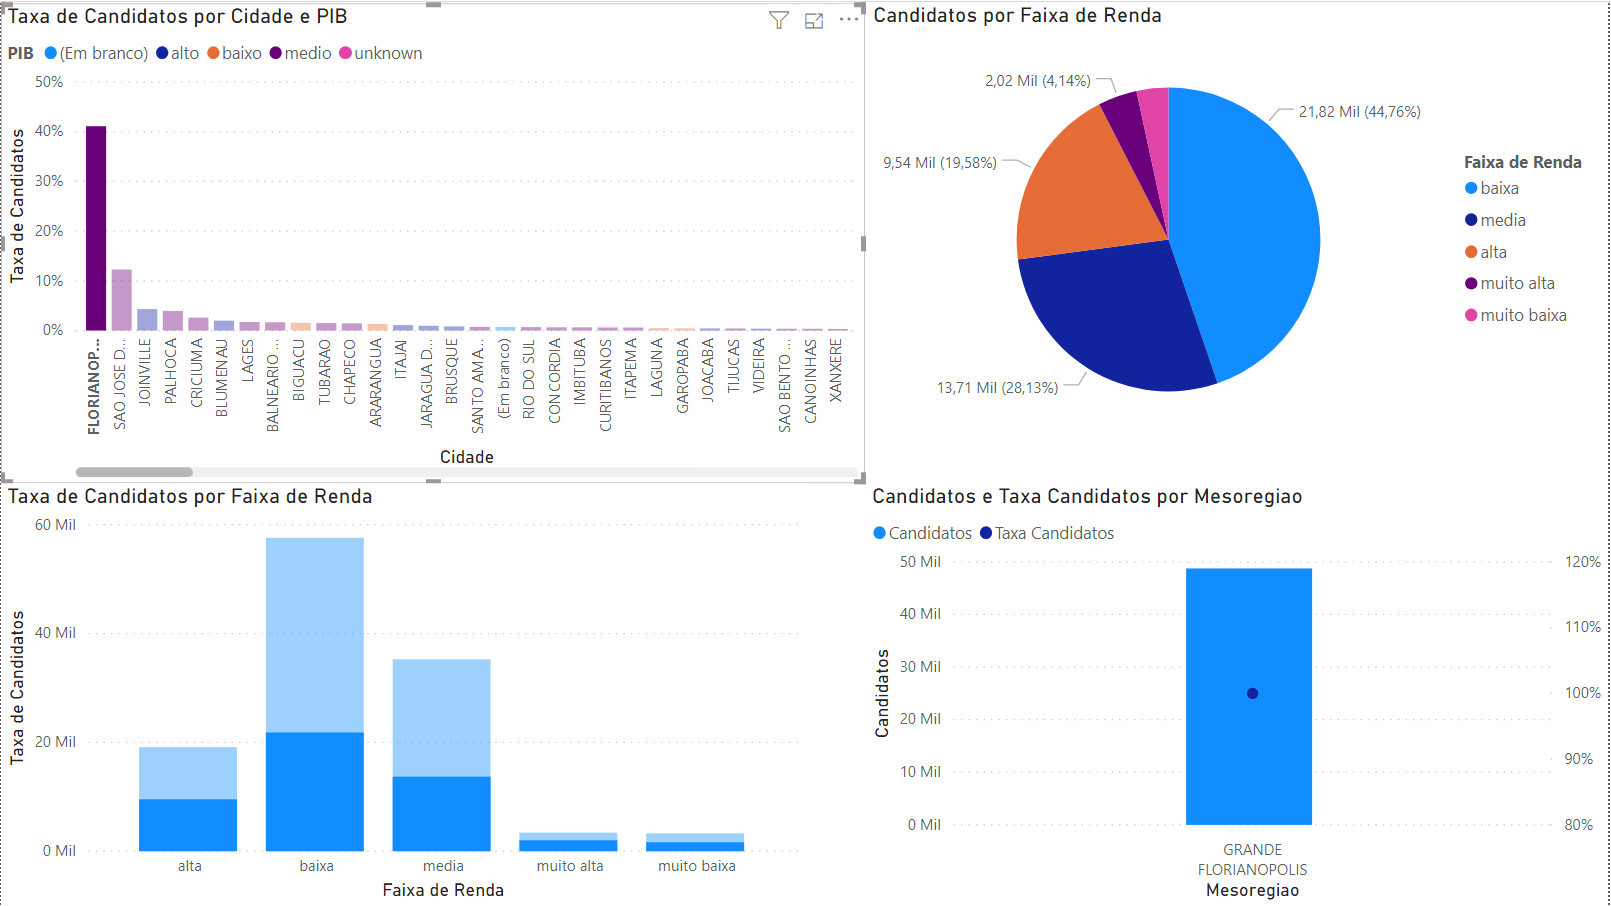 Taxa de Candidatos por Cidade e PIB
PIB (Em branco) alto baixo medio unknown
50%
40%
30%
20%
10%
0%
Taxa de Candidatos
FLORIANOP...
SAO JOSE D...
JOINVILLE
PALHOCA
CRICIUMA
BLUMENAU
LAGES
BALNEARIO ...
BIGUACU
TUBARAO
CHAPECO
ARARANGUA
ITAJAI
JARAGUA D...
BRUSQUE
SANTO AMA...
(Em branco)
RIO DO SUL
CONCORDIA
IMBITUBA
CURITIBANOS
ITAPEMA
LAGUNA
GAROPABA
JOACABA
TIJUCAS
VIDEIRA
SAO BENTO ...
CANOINHAS
XANXERE
Cidade
Candidatos por Faixa de Renda
2,02 Mil (4,14%)
21,82 Mil (44,76%)
9,54 Mil (19,58%)
13,71 Mil (28,13%)
Faixa de Renda
baixa
media
alta
muito alta
muito baixa
Taxa de Candidatos por Faixa de Renda
60 Mil
40 Mil
20 Mil
0 Mil
Taxa de Candidatos
alta
baixa
media
muito alta
muito baixa
Faixa de Renda
Candidatos e Taxa Candidatos por Mesoregiao
Candidatos Taxa Candidatos
50 Mil
40 Mil
30 Mil
20 Mil
10 Mil
0 Mil
Candidatos
120%
110%
100%
90%
80%
GRANDE
FLORIANOPOLIS
Mesoregiao